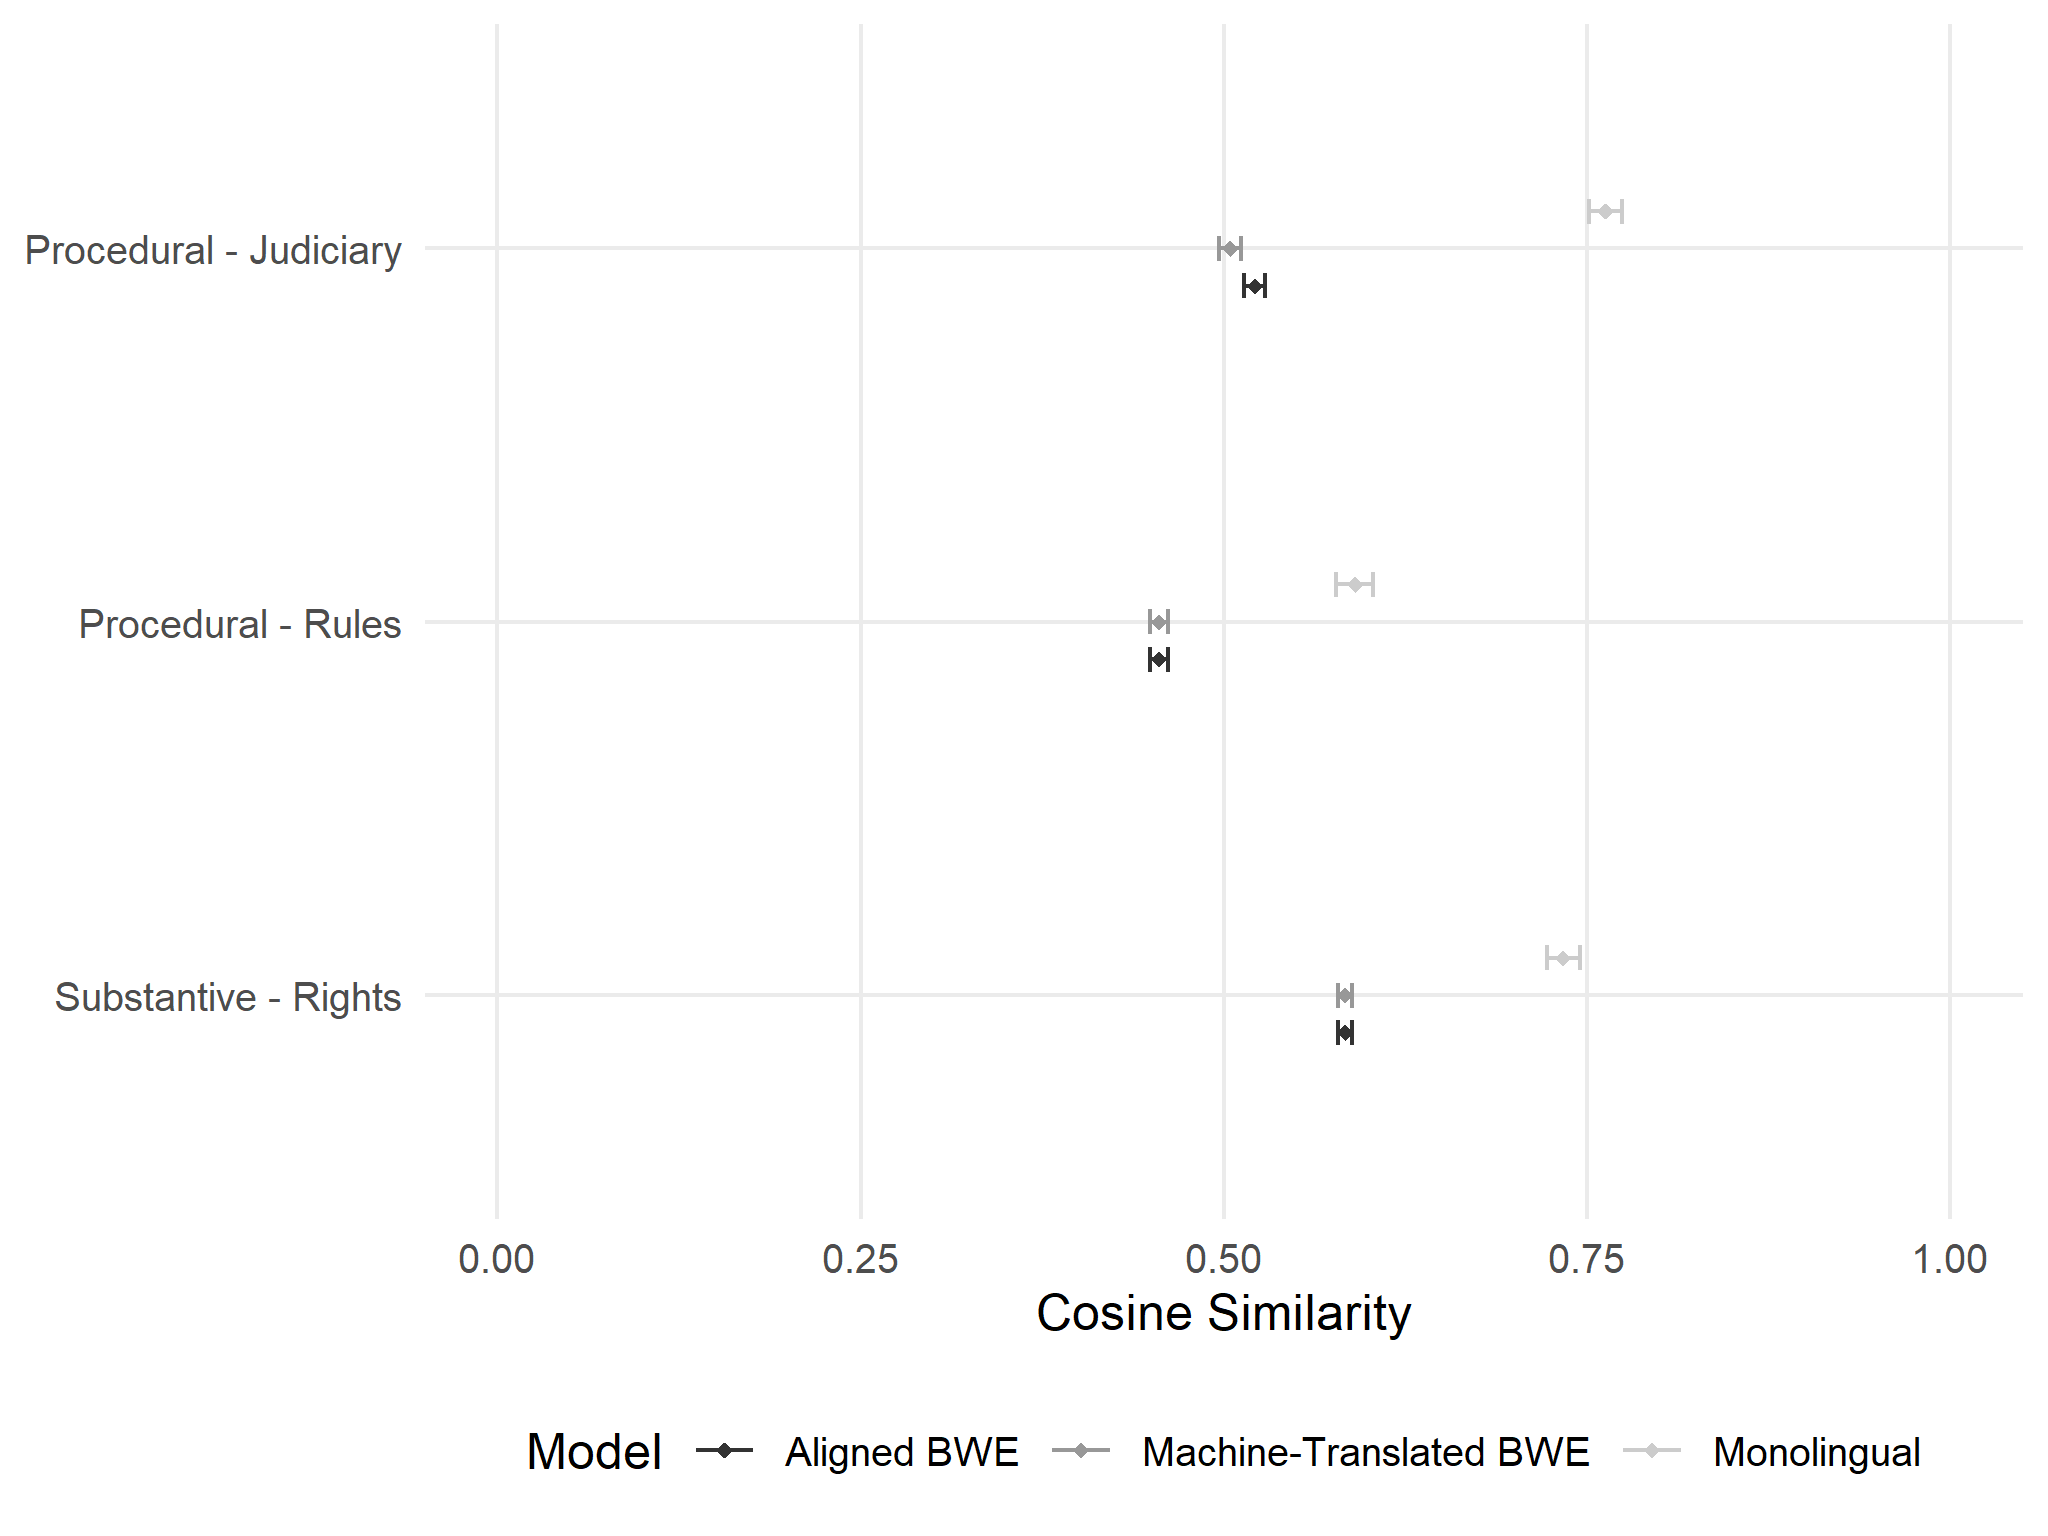 Procedural - Judiciary
Procedural - Rules
Substantive - Rights
0.00 0.25 0.50 0.75 1.00
Cosine Similarity
Model Aligned BWE Machine-Translated BWE Monolingual